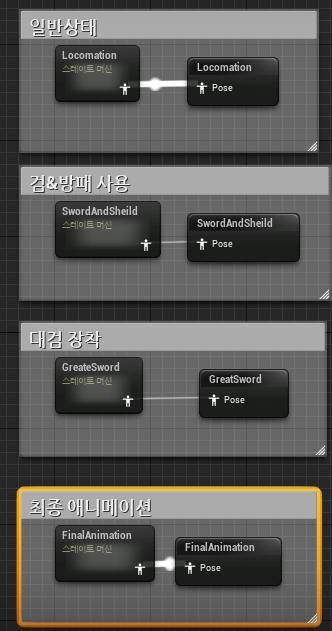 일반상태
Locomation
스테이트 머신
Locomation
Pose
검&방패 사용
SwordAndSheild
스테이트 머신
SwordAndSheild
Pose
대검 장착
GreateSword
스테이트 머신
GreatSword
Pose
최종 애니메이션
FinalAnimation
스테이트 머신
FinalAnimation
Pose